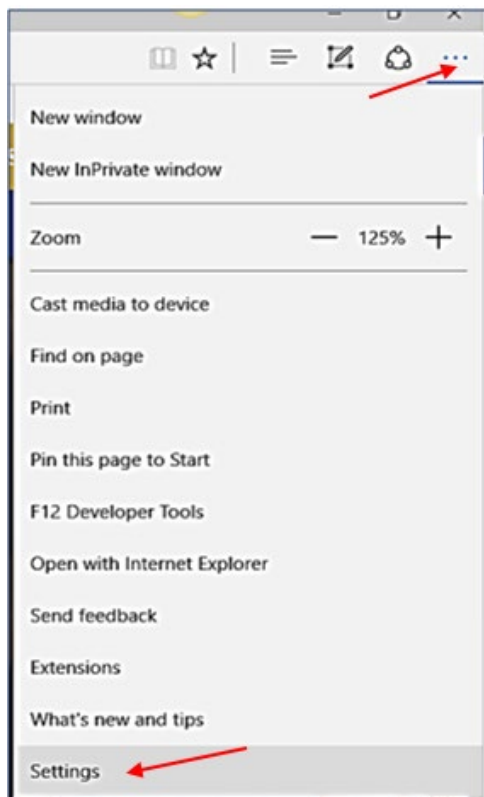 New window
New InPrivate window
Zoom — 125% +
Cast media to device
Find on page
Print
Pin this page to Start
F12 Developer Tools
Open with Internet Explorer
Send feedback
Extensions
What's new and tips
Settings